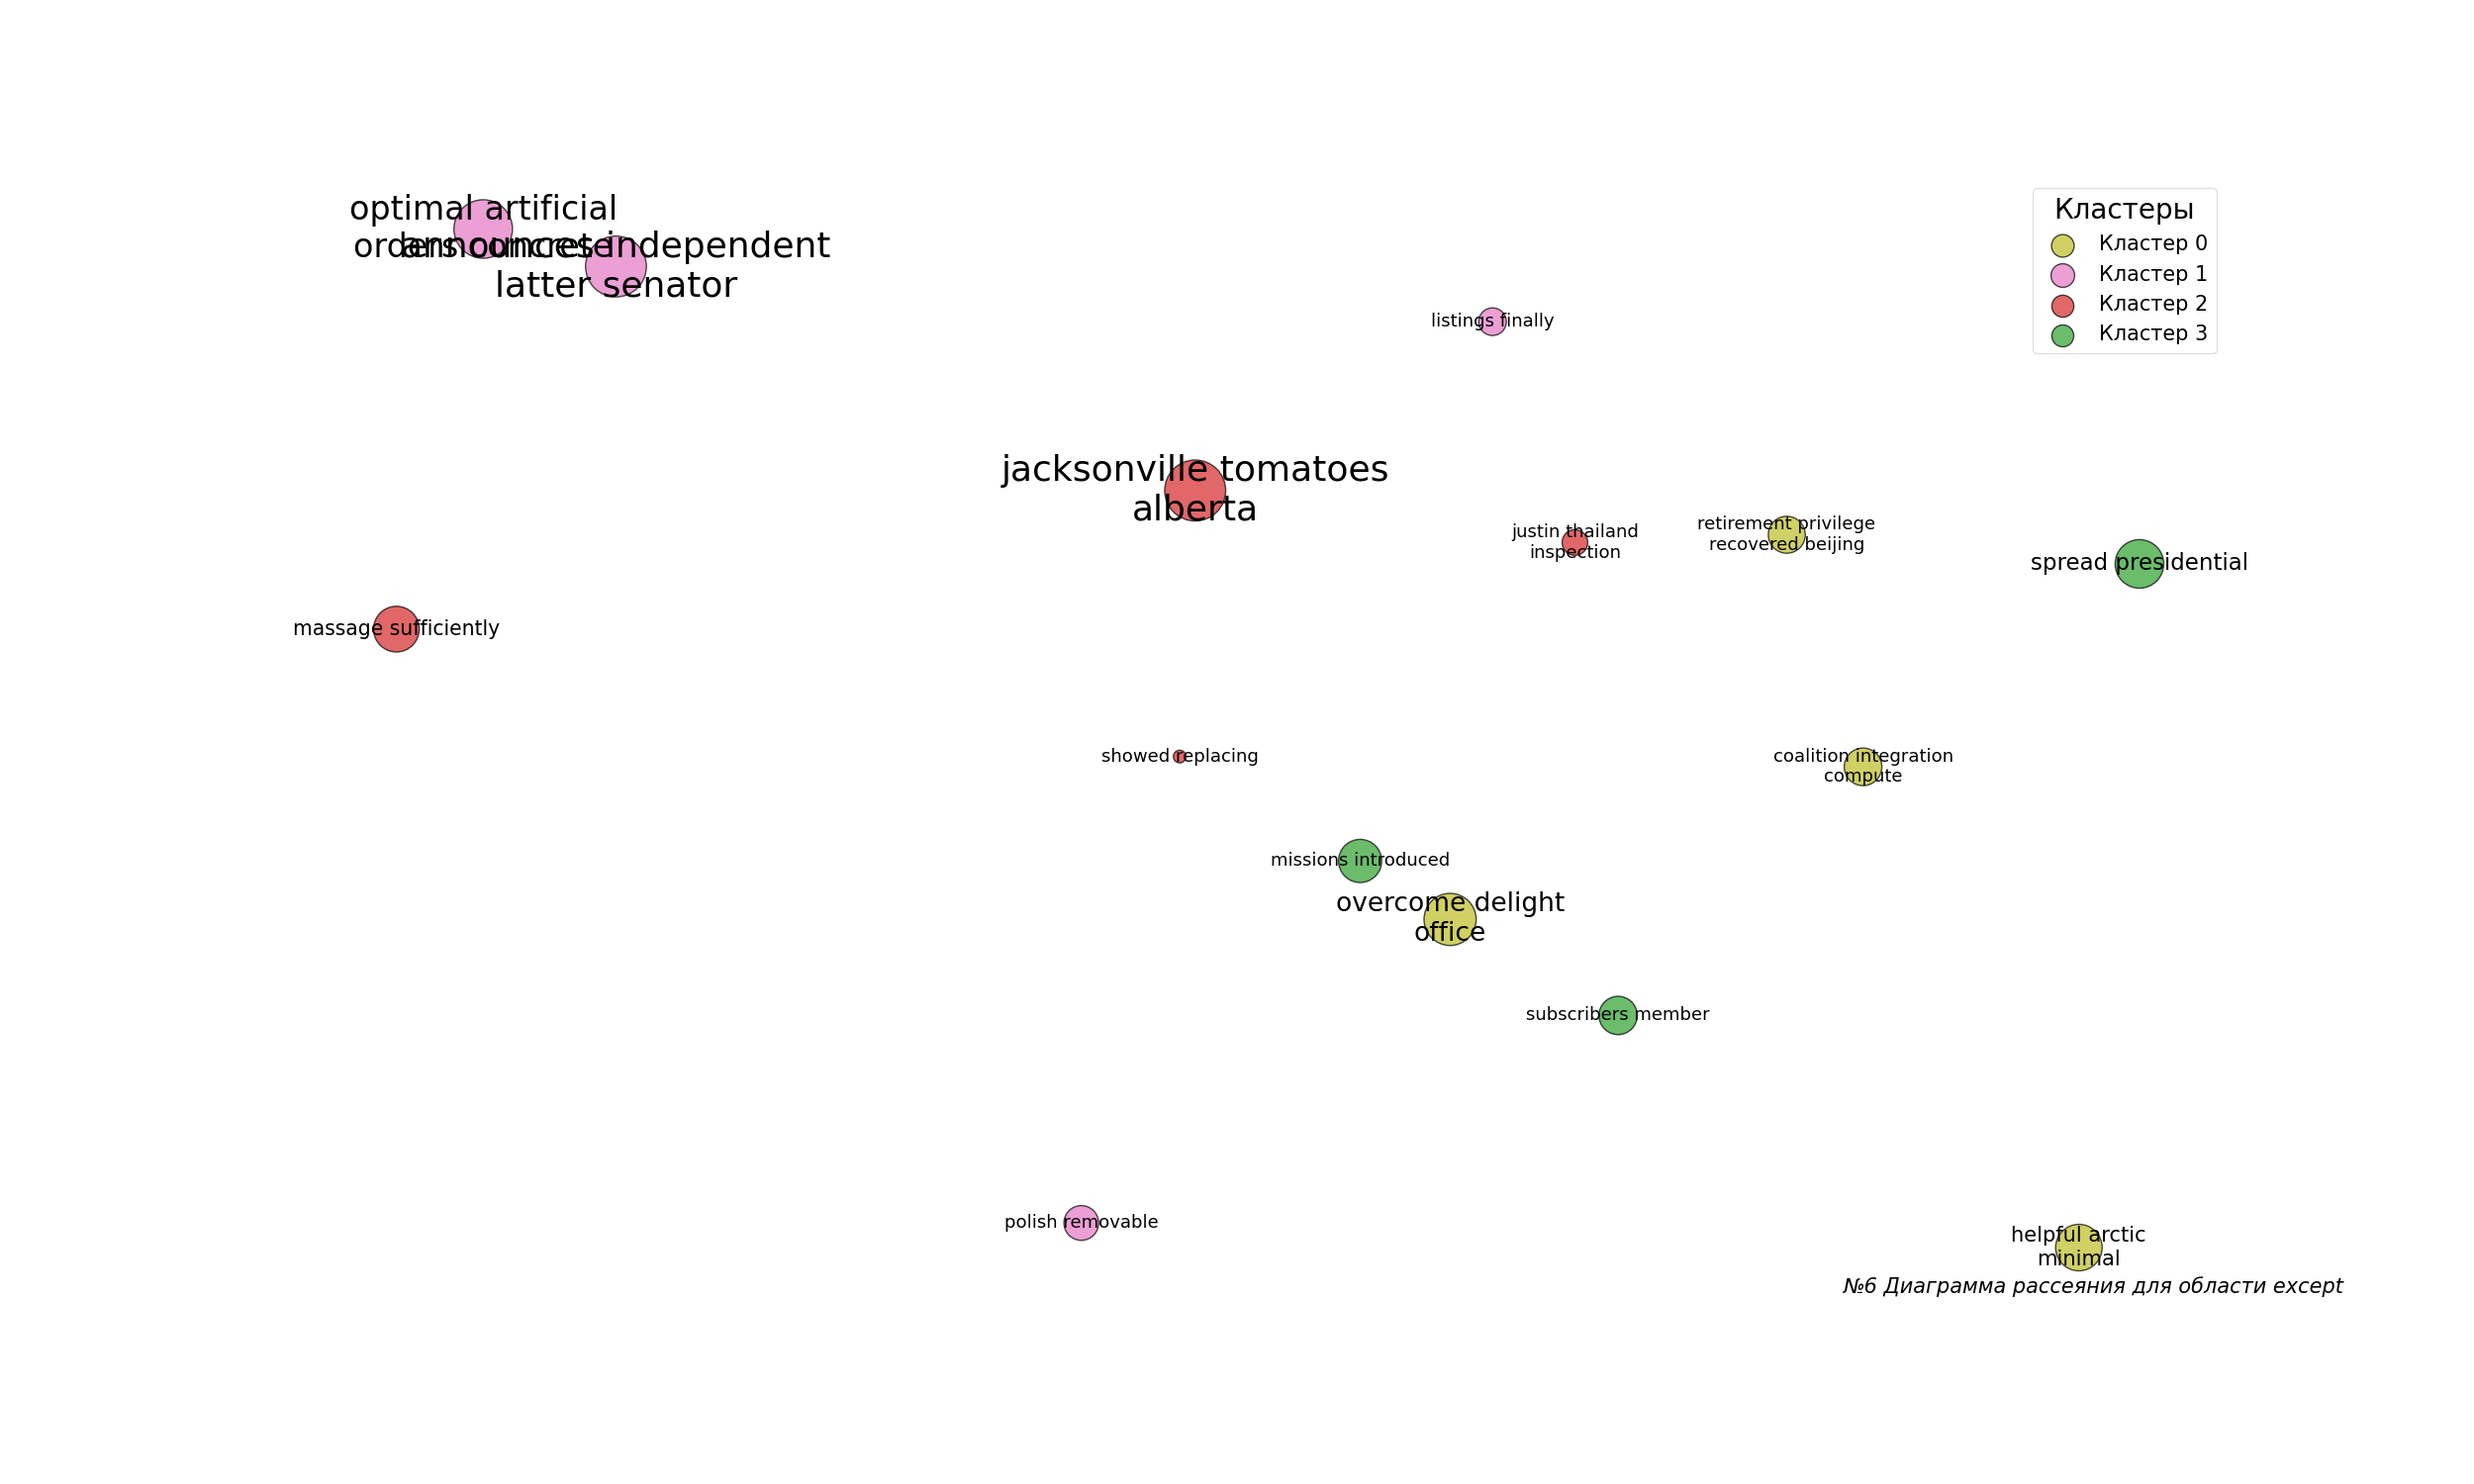 optimal artificial
orders concrete
announces independent
latter senator
Кластеры
Кластер 0
Кластер 1
Кластер 2
Кластер 3
listings finally
jacksonville tomatoes
alberta
justin thailand
inspection
retirement privilege
recovered beijing
spread presidential
massage sufficiently
showed replacing
coalition integration
compute
missions introduced
overcome delight
office
subscribers member
polish removable
helpful arctic
minimal
№6 Диаграмма рассеяния для области except